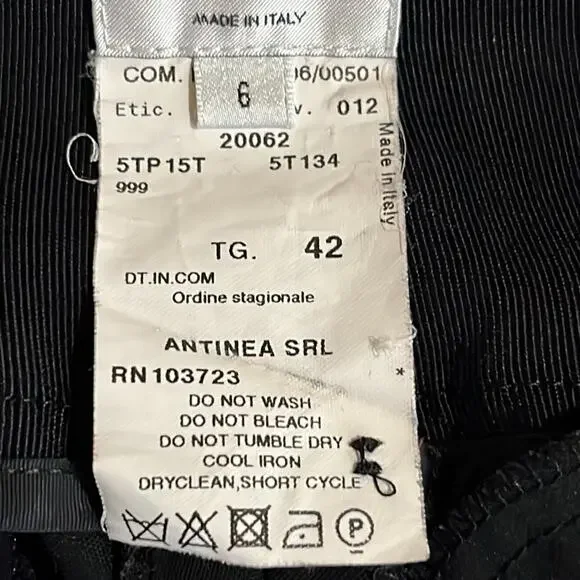 MADE IN ITALY
COM. 6/00501
6
Etic. v. 012
20062
5TP15T 5T134
999
Made in Italy
TG. 42
DT.IN.COM
Ordine stagionale
ANTINEA SRL
RN 103723 *
DO NOT WASH
DO NOT BLEACH
DO NOT TUMBLE DRY
COOL IRON
DRYCLEAN,SHORT CYCLE
P